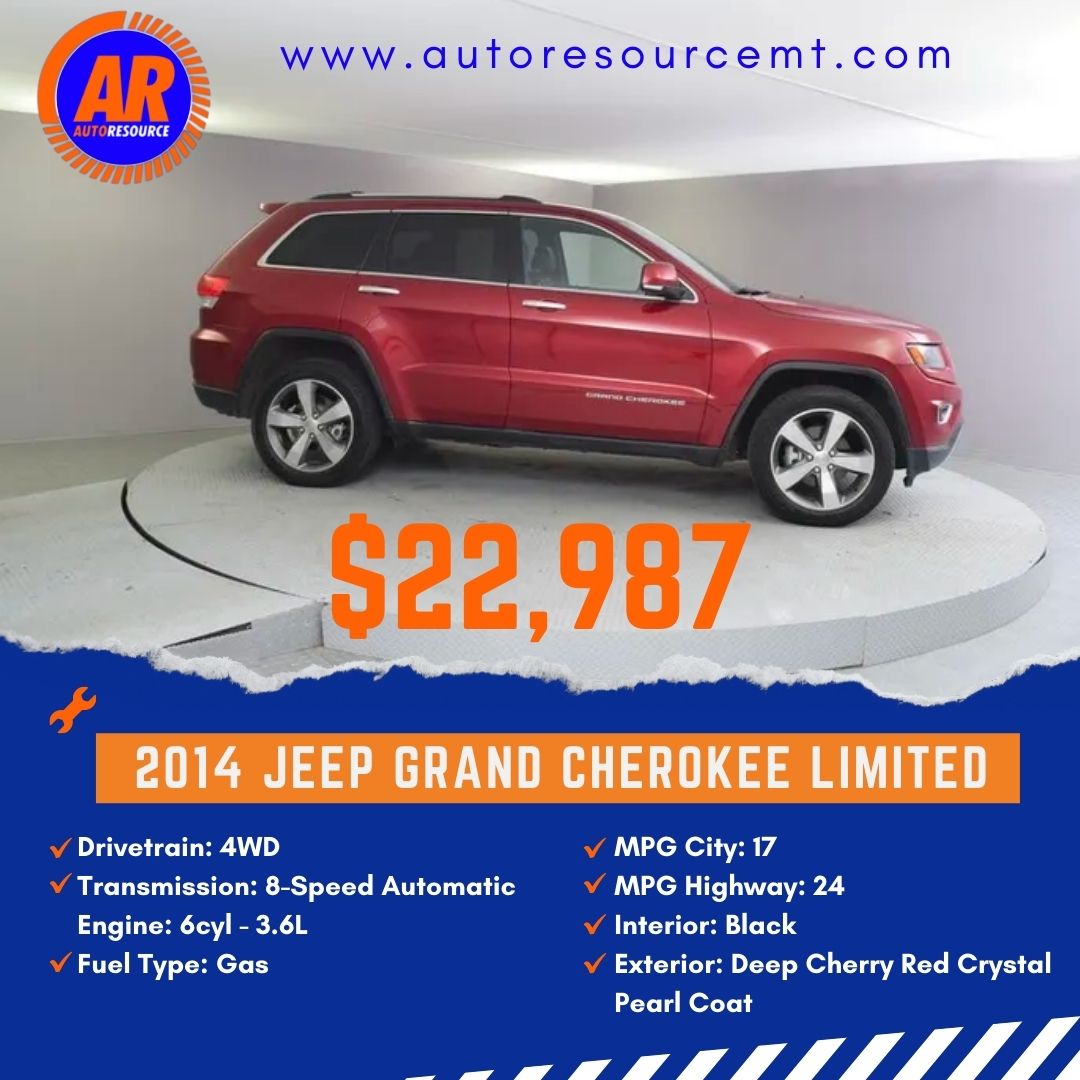 www.autoresourcemt.com
AR
AUTORESOURCE
GRAND CHEROKEE
$22,987
2014 JEEP GRAND CHEROKEE LIMITED
Drivetrain: 4WD
Transmission: 8-Speed Automatic
Engine: 6cyl - 3.6L
Fuel Type: Gas
MPG City: 17
MPG Highway: 24
Interior: Black
Exterior: Deep Cherry Red Crystal
Pearl Coat